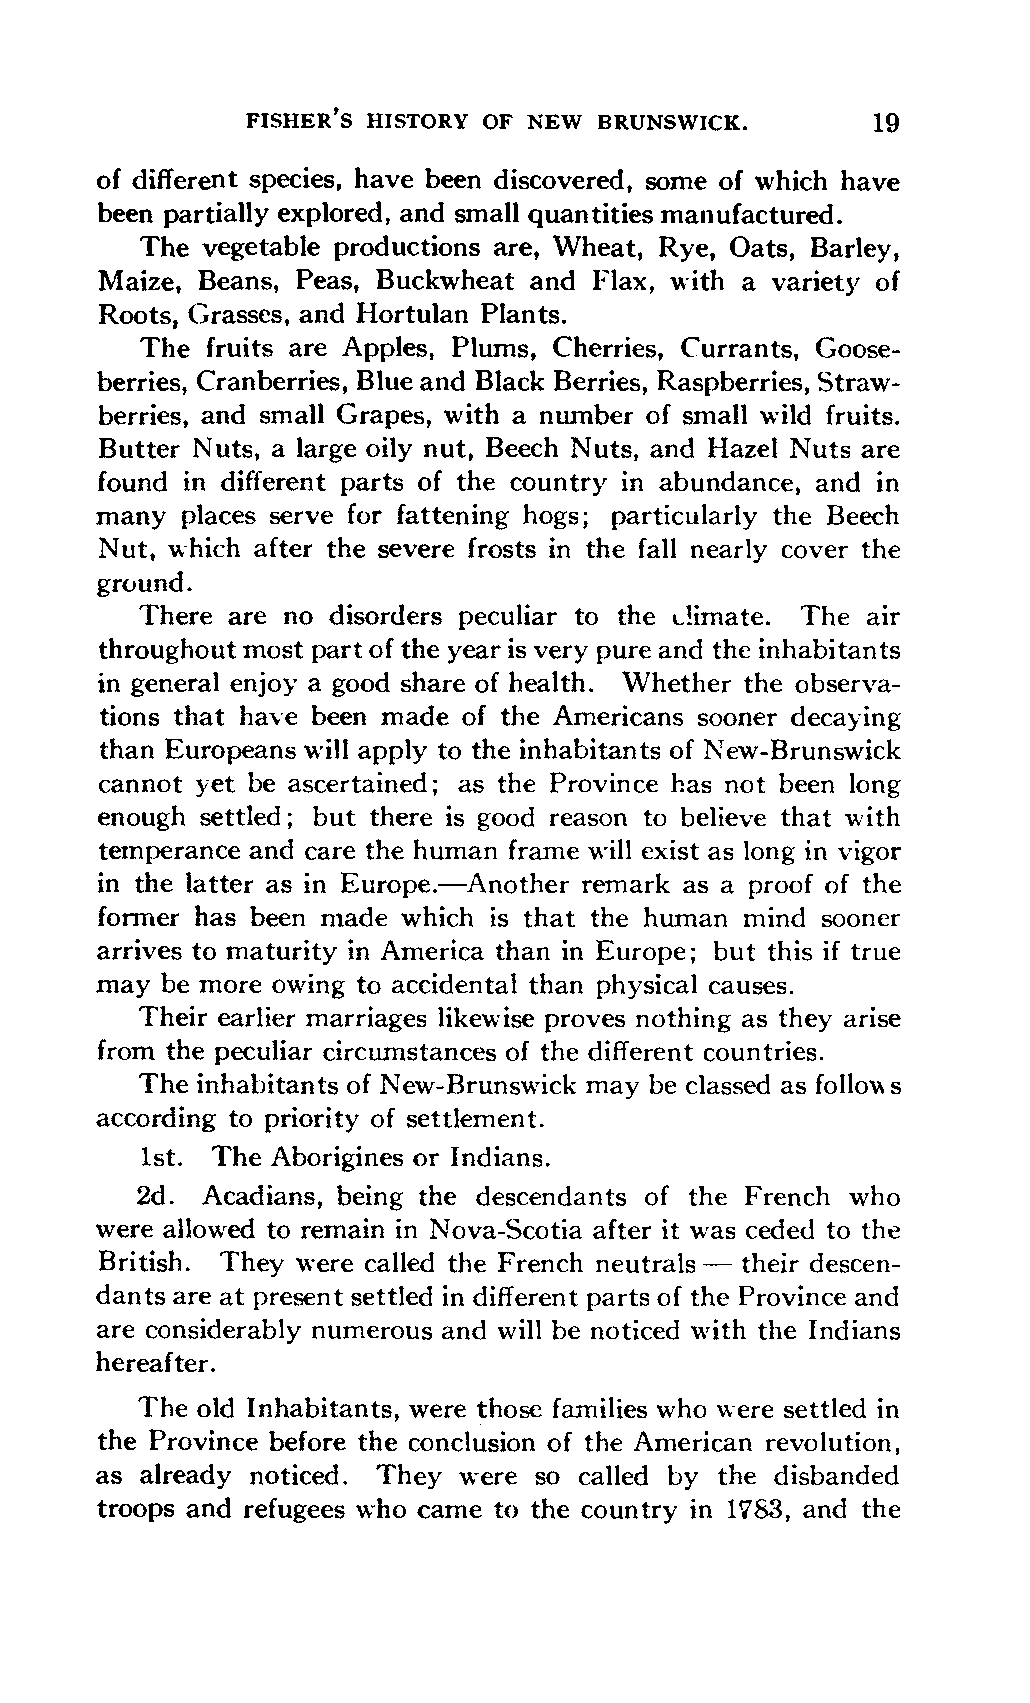 FISHER'S HISTORY OF NEW BRUNSWICK. 19
of different species, have been discovered, some of which have
been partially explored, and small quantities manufactured.
The vegetable productions are, Wheat, Rye, Oats, Barley,
Maize, Beans, Peas, Buckwheat and Flax, with a variety of
Roots, Grasses, and Hortulan Plants.
The fruits are Apples, Plums, Cherries, Currants, Goose-
berries, Cranberries, Blue and Black Berries, Raspberries, Straw-
berries, and small Grapes, with a number of small wild fruits.
Butter Nuts, a large oily nut, Beech Nuts, and Hazel Nuts are
found in different parts of the country in abundance, and in
many places serve for fattening hogs; particularly the Beech
Nut, which after the severe frosts in the fall nearly cover the
ground.
There are no disorders peculiar to the climate. The air
throughout most part of the year is very pure and the inhabitants
in general enjoy a good share of health. Whether the observa-
tions that have been made of the Americans sooner decaying
than Europeans will apply to the inhabitants of New-Brunswick
cannot yet be ascertained; as the Province has not been long
enough settled; but there is good reason to believe that with
temperance and care the human frame will exist as long in vigor
in the latter as in Europe.—Another remark as a proof of the
former has been made which is that the human mind sooner
arrives to maturity in America than in Europe; but this if true
may be more owing to accidental than physical causes.
Their earlier marriages likewise proves nothing as they arise
from the peculiar circumstances of the different countries.
The inhabitants of New-Brunswick may be classed as follows
according to priority of settlement.
1st. The Aborigines or Indians.
2d. Acadians, being the descendants of the French who
were allowed to remain in Nova-Scotia after it was ceded to the
British. They were called the French neutrals — their descen-
dants are at present settled in different parts of the Province and
are considerably numerous and will be noticed with the Indians
hereafter.
The old Inhabitants, were those families who were settled in
the Province before the conclusion of the American revolution,
as already noticed. They were so called by the disbanded
troops and refugees who came to the country in 1783, and the